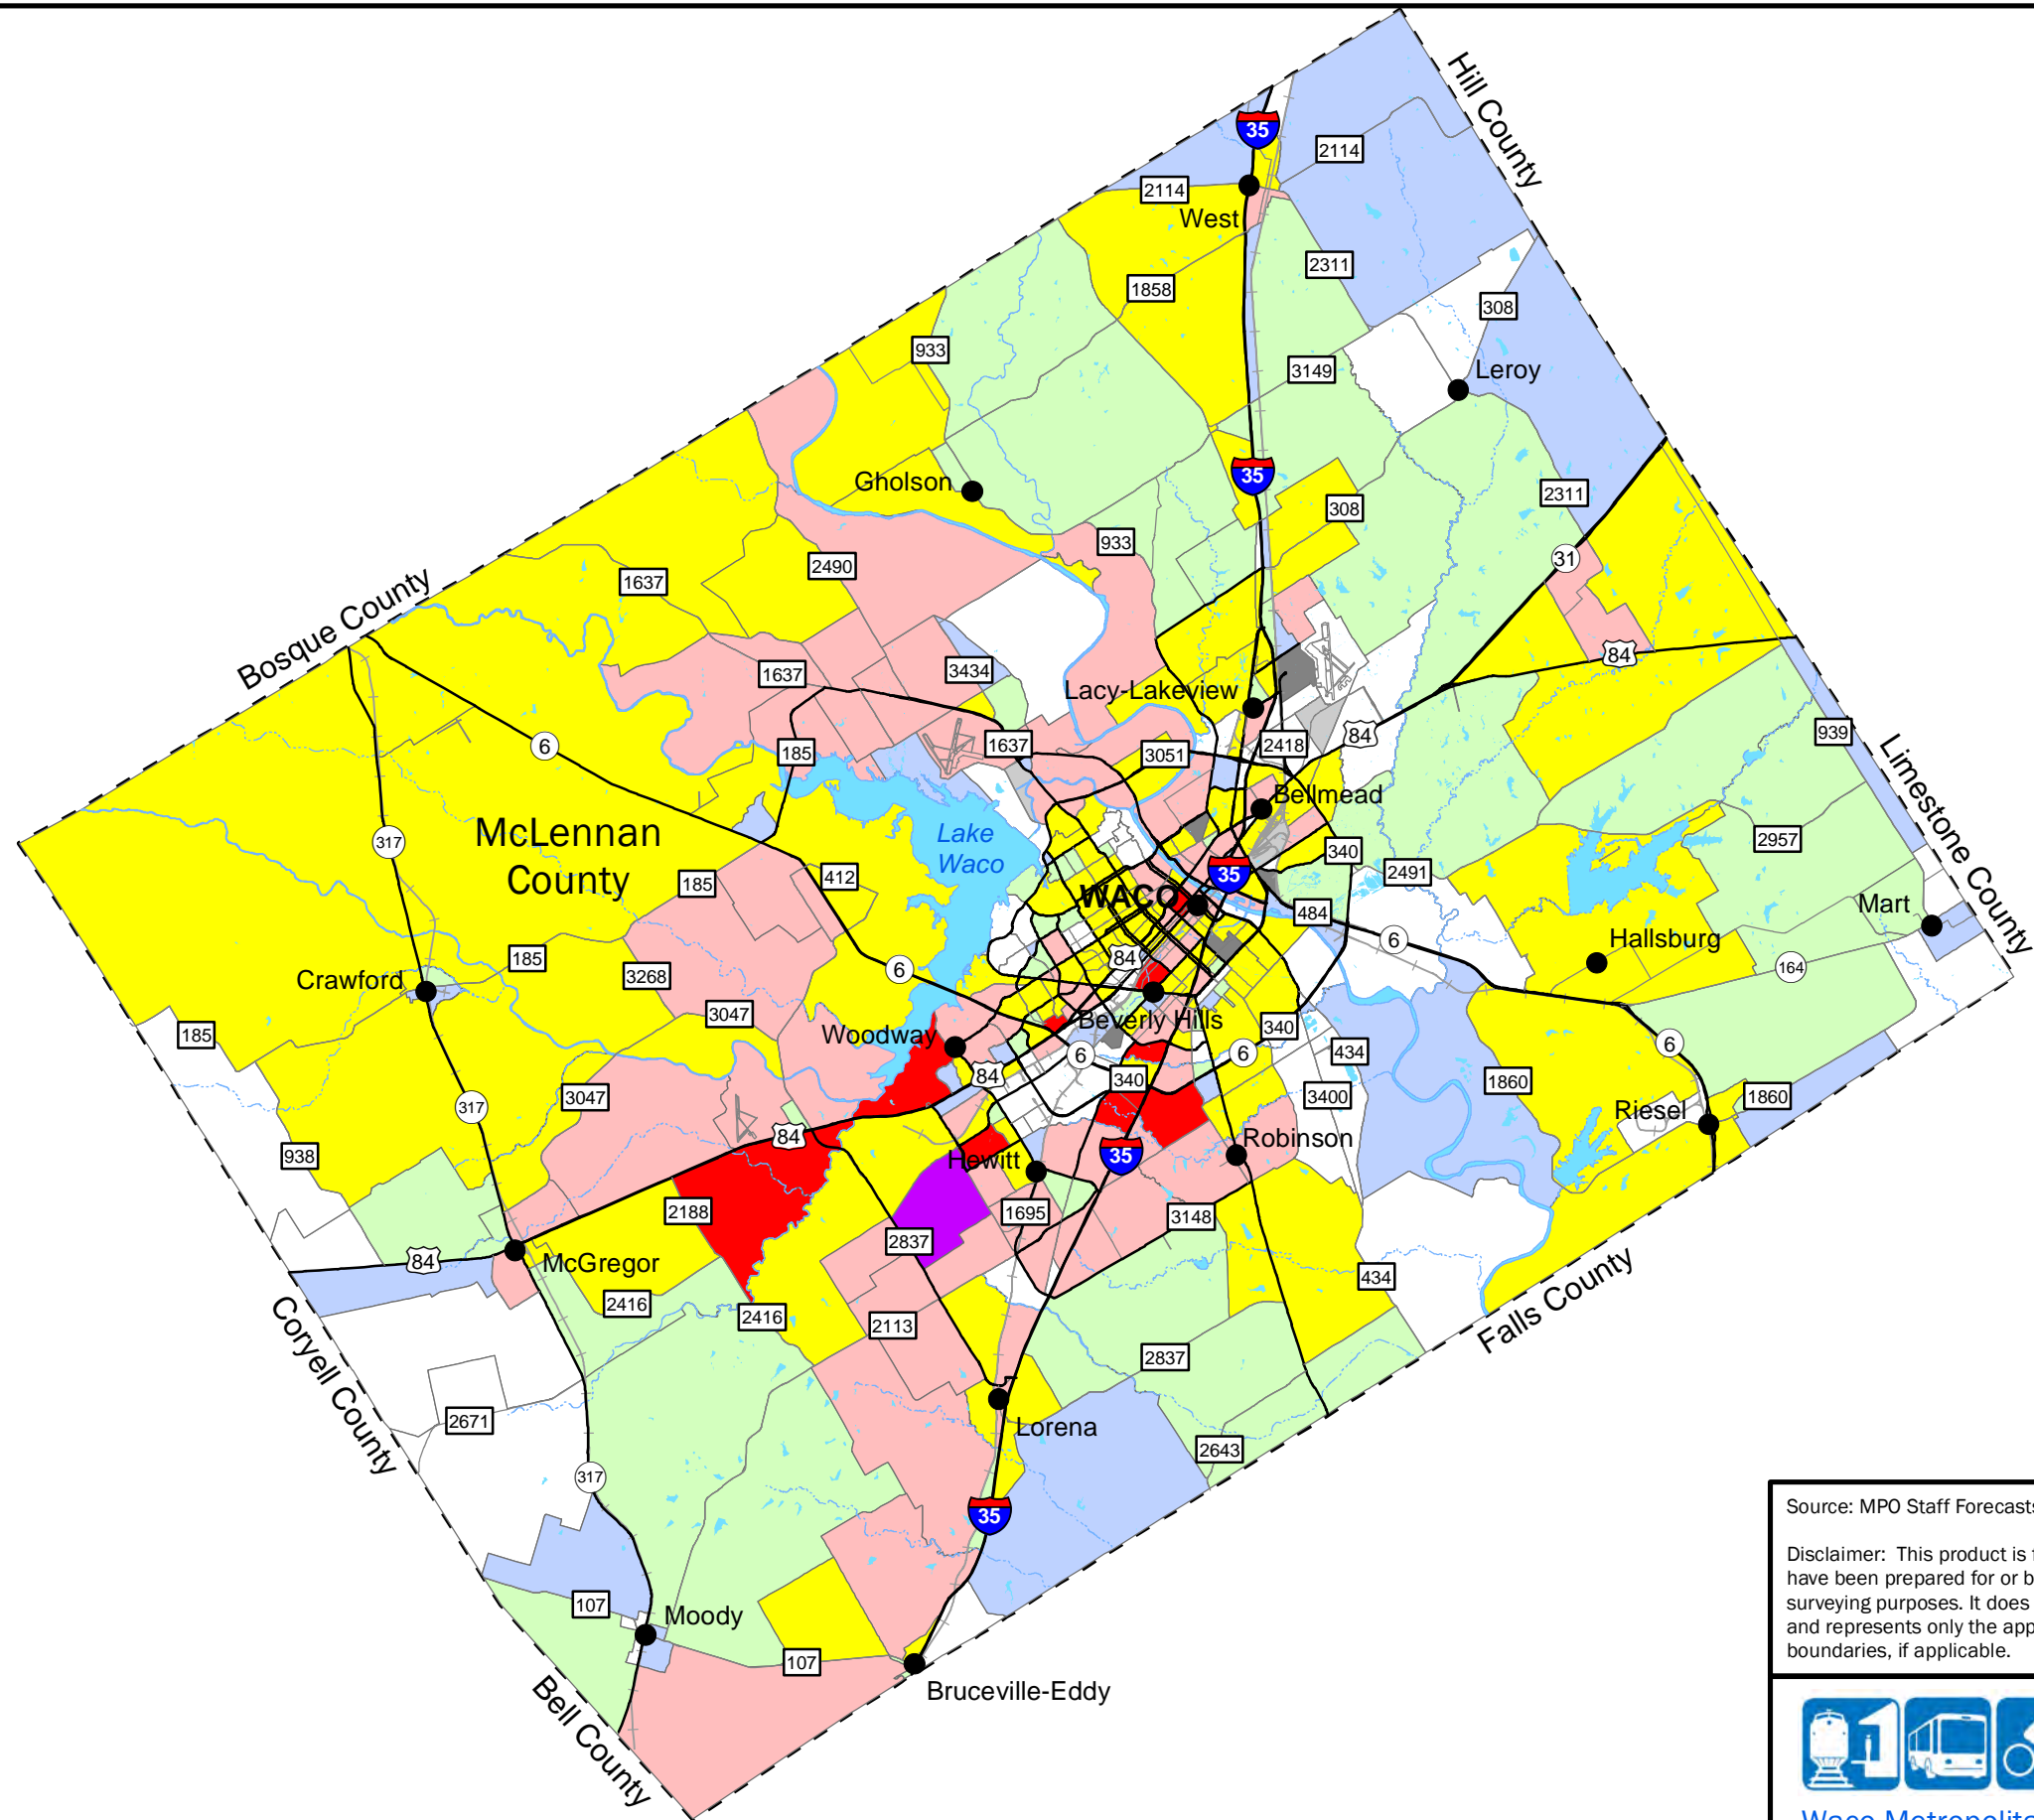 Hill County
35
2114
2114
West
2311
1858
308
933
3149
Leroy
35
Gholson
2311
308
933
31
2490
1637
Bosque County
84
1637
3434
Lacy-Lakeview
939
Limestone County
6
185
1637
3051
2418
84
Bellmead
McLennan
County
Lake
Waco
317
2957
340
185
412
35
2491
WACO
Mart
484
6
Hallsburg
164
185
84
3268
6
Crawford
3047
Beverly Hills
340
185
Woodway
6
6
434
6
84
340
1860
3400
1860
3047
317
Riesel
84
Robinson
938
Hewitt
35
2188
1695
3148
2837
84
McGregor
434
2416
2416
2113
Falls County
Coryell County
2837
2671
Lorena
2643
317
35
107
Moody
107
Bruceville-Eddy
Bell County
Source: MPO Staff Forecasts
Disclaimer: This product is
have been prepared for or
surveying purposes. It does
and represents only the
boundaries, if applicable.
Waco